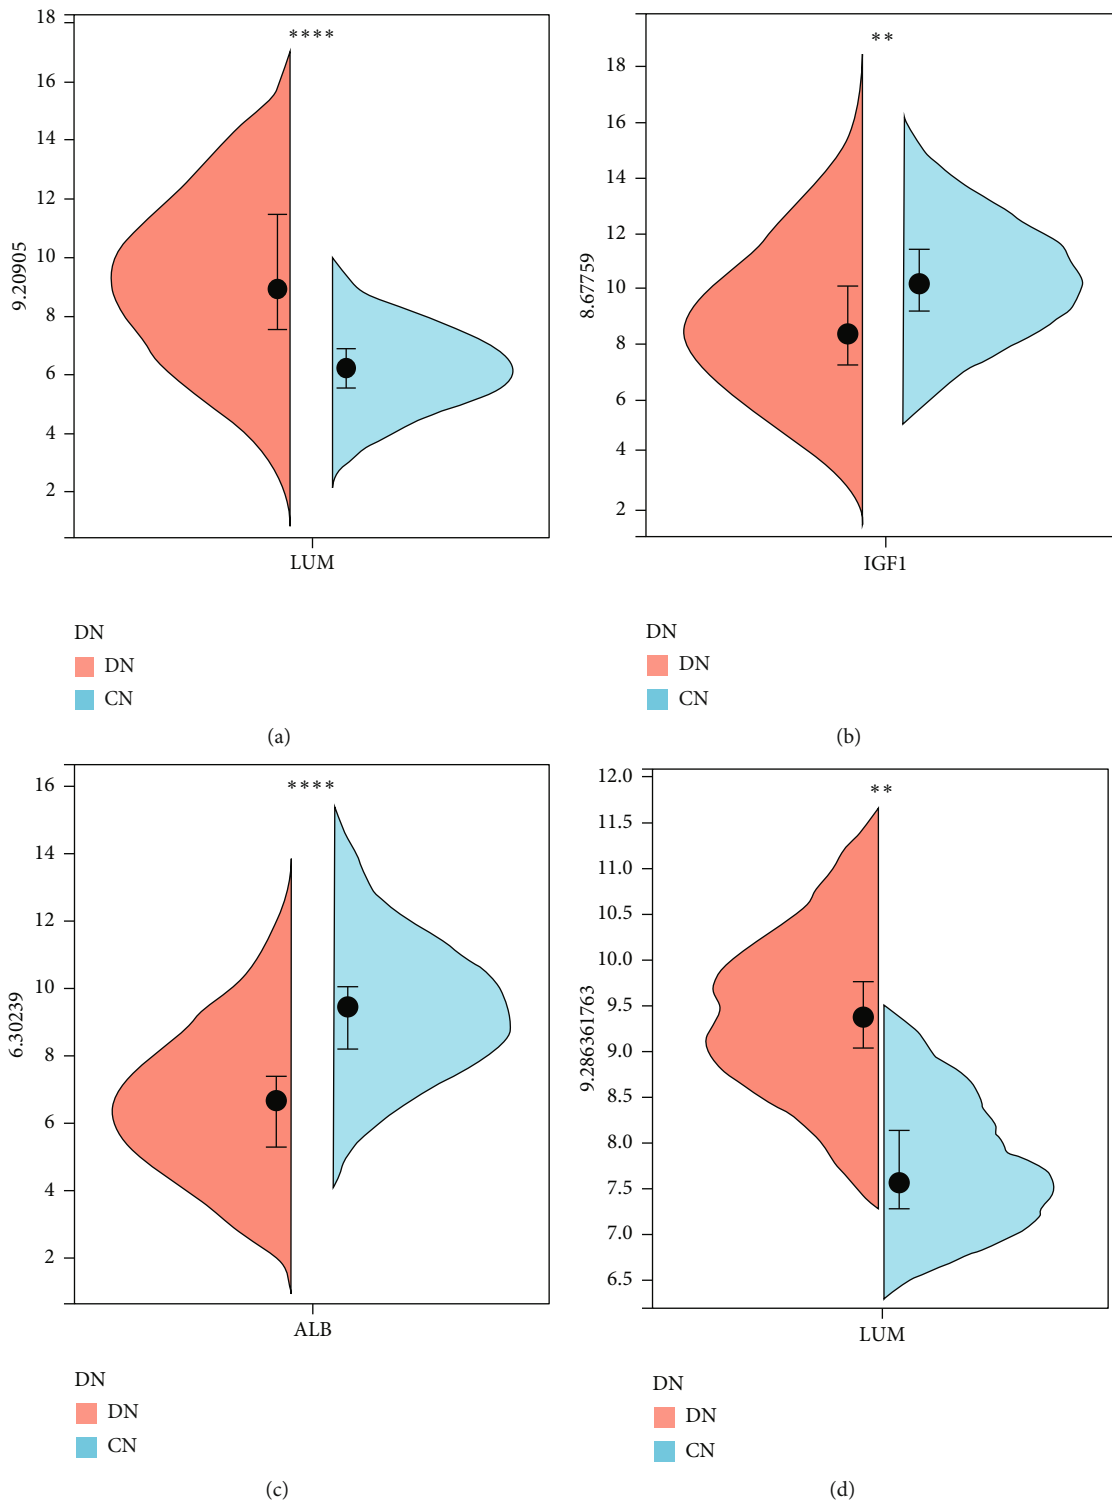 ****
18
16
14
12
10
8
6
4
2
9.20905
LUM
DN
DN
CN
(a)
**
18
16
14
12
10
8
6
4
2
8.67759
IGF1
DN
DN
CN
(b)
****
16
14
12
10
8
6
4
2
6.30239
ALB
DN
DN
CN
(c)
**
12.0
11.5
11.0
10.5
10.0
9.5
9.0
8.5
8.0
7.5
7.0
6.5
9.286361763
LUM
DN
DN
CN
(d)